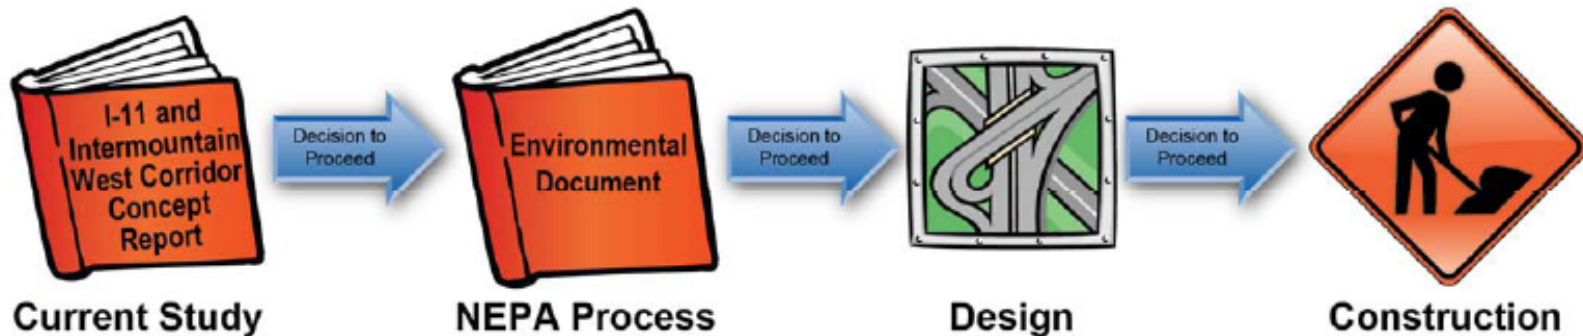 I-11 and
Intermountain
West Corridor
Concept
Report
Decision to
Proceed
Environmental
Document
Decision to
Proceed
Decision to
Proceed
Current Study
NEPA Process
Design
Construction